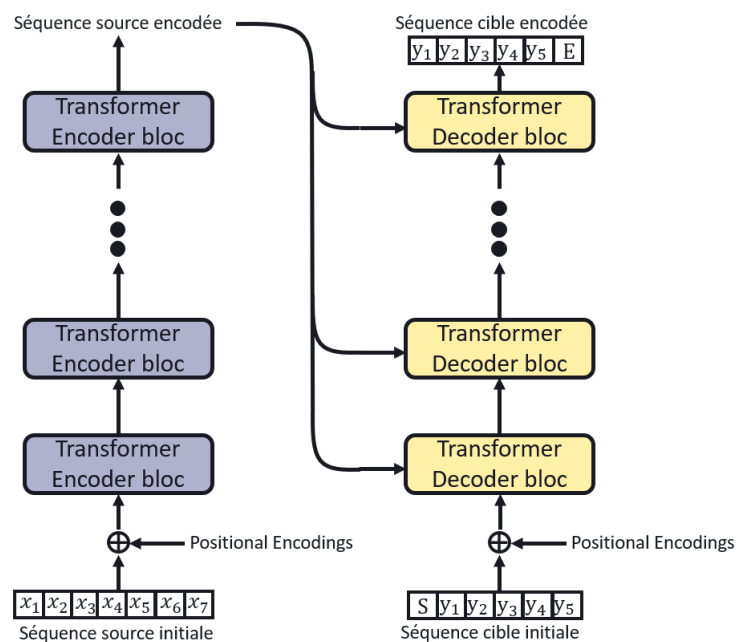 Séquence source encodée
Transformer
Encoder bloc
Transformer
Encoder bloc
Transformer
Encoder bloc
Positional Encodings
x₁ x₂ x₃ x₄ x₅ x₆ x₇
Séquence source initiale
Séquence cible encodée
y₁ y₂ y₃ y₄ y₅ E
Transformer
Decoder bloc
Transformer
Decoder bloc
Transformer
Decoder bloc
Positional Encodings
S y₁ y₂ y₃ y₄ y₅
Séquence cible initiale